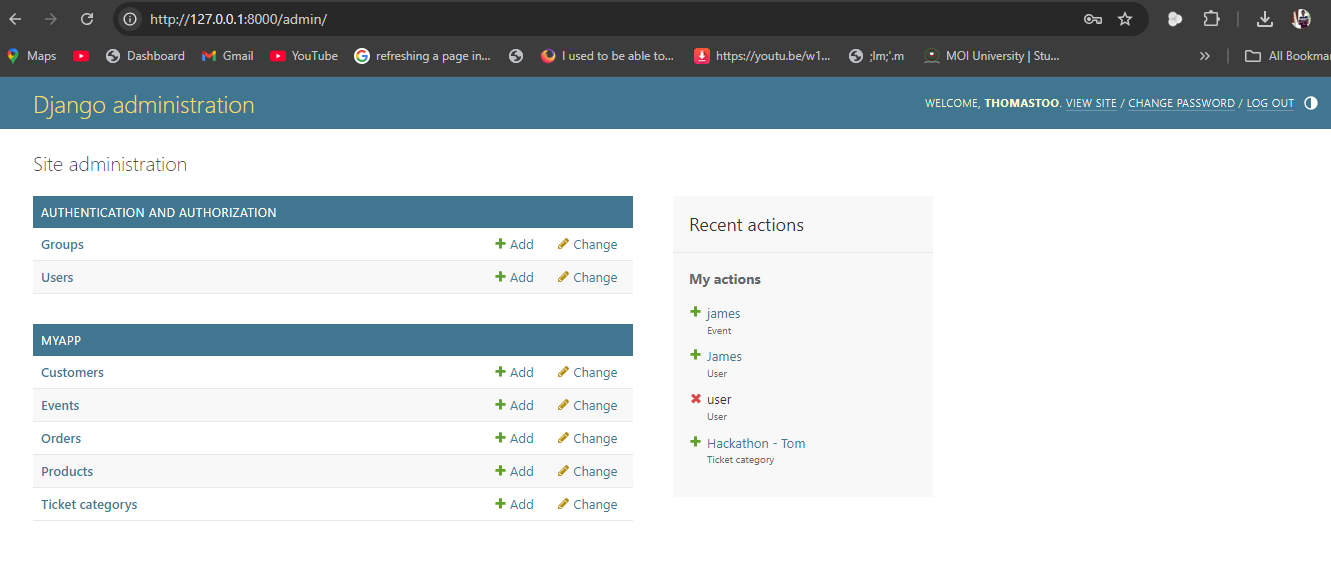 http://127.0.0.1:8000/admin/
Maps Dashboard Gmail YouTube refreshing a page in... I used to be able to... https://youtu.be/w1... ;lm;'.m MOI University | Stu... » All Bookmar
Django administration
WELCOME, THOMASTOO. VIEW SITE / CHANGE PASSWORD / LOG OUT
Site administration
AUTHENTICATION AND AUTHORIZATION
Groups Add Change
Users Add Change
MYAPP
Customers Add Change
Events Add Change
Orders Add Change
Products Add Change
Ticket categorys Add Change
Recent actions
My actions
james
Event
James
User
user
User
Hackathon - Tom
Ticket category